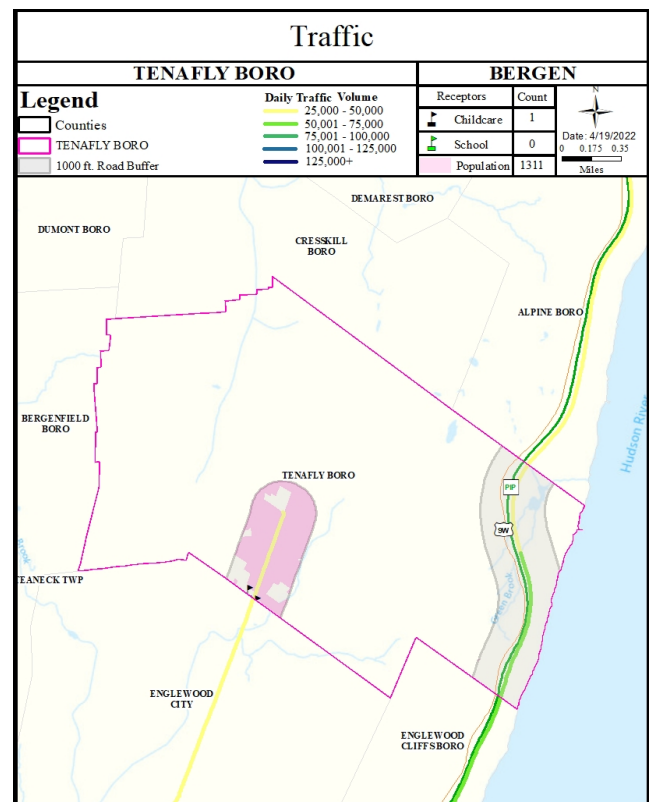 Traffic
TENAFLY BORO
BERGEN
Legend
Counties
TENAFLY BORO
1000 ft. Road Buffer
Daily Traffic Volume
25,000 - 50,000
50,001 - 75,000
75,001 - 100,000
100,001 - 125,000
125,000+
Receptors Count
Childcare 1
School 0
Population 1311
N
Date: 4/19/2022
0 0.175 0.35
Miles
DEMAREST BORO
DUMONT BORO
CRESSKILL
BORO
ALPINE BORO
Hudson River
BERGENFIELD
BORO
TENAFLY BORO
PIP
9W
Brook
TEANECK TWP
Green Brook
ENGLEWOOD
CITY
ENGLEWOOD
CLIFFS BORO